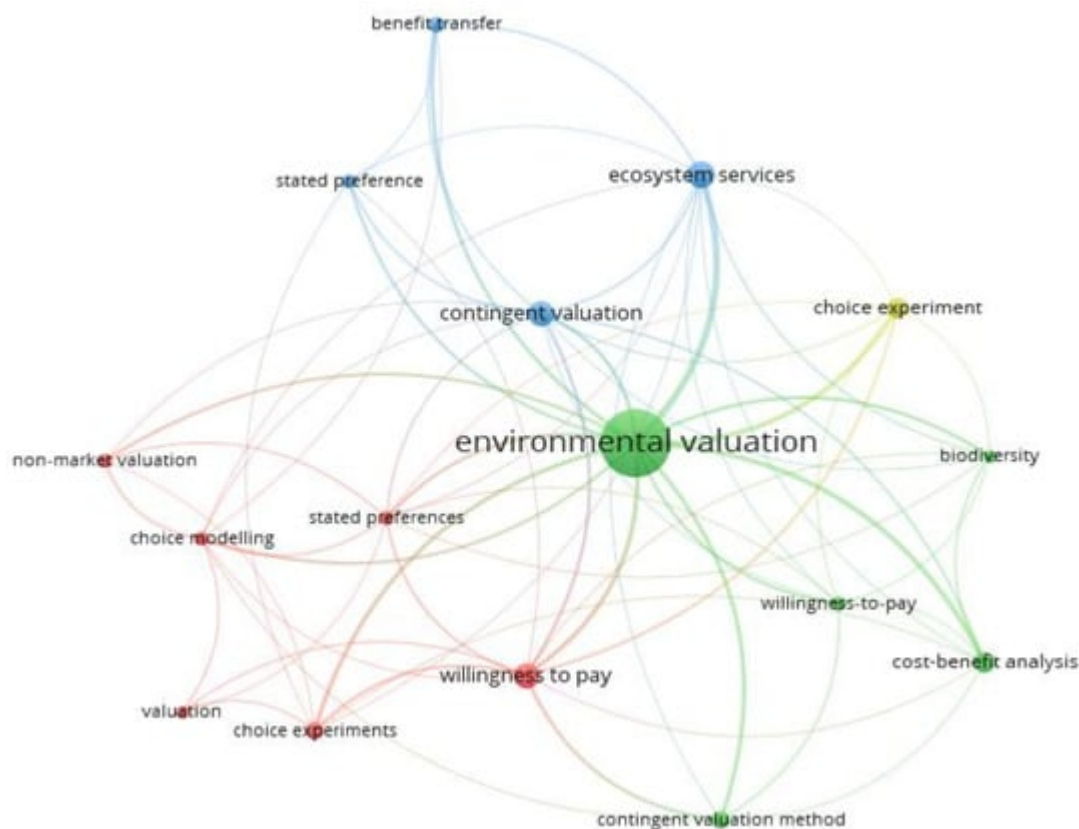 benefit transfer
ecosystem services
stated preference
choice experiment
contingent valuation
environmental valuation
biodiversity
non-market valuation
stated preferences
choice modelling
willingness-to-pay
cost-benefit analysis
willingness to pay
valuation
choice experiments
contingent valuation method